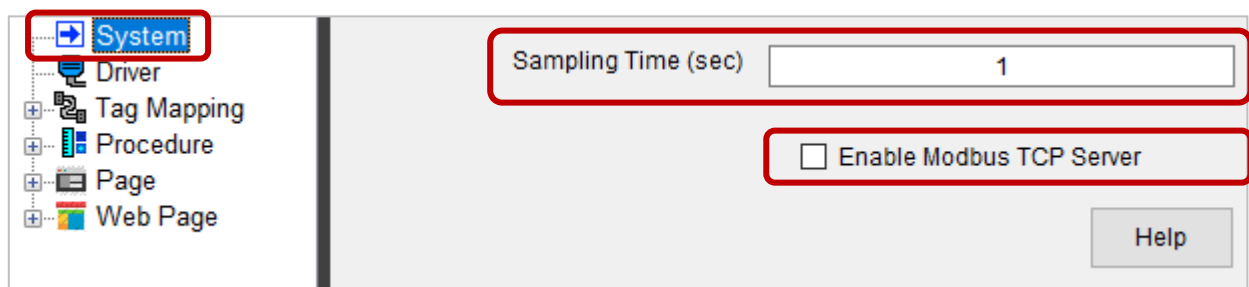 System
Driver
Tag Mapping
Procedure
Page
Web Page
Sampling Time (sec) 1
Enable Modbus TCP Server
Help